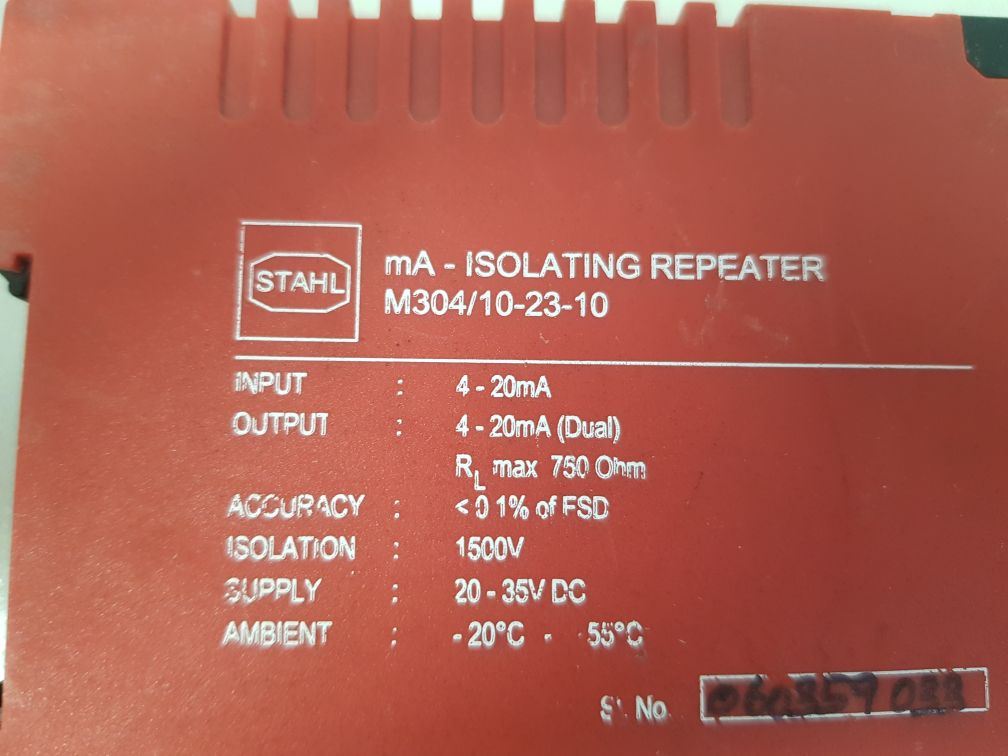 STAHL
mA - ISOLATING REPEATER
M304/10-23-10
INPUT : 4 - 20mA
OUTPUT : 4 - 20mA (Dual)
RL max 750 Ohm
ACCURACY : < 0.1% of FSD
ISOLATION : 1500V
SUPPLY : 20 - 35V DC
AMBIENT : - 20°C - 55°C
Sl. No.